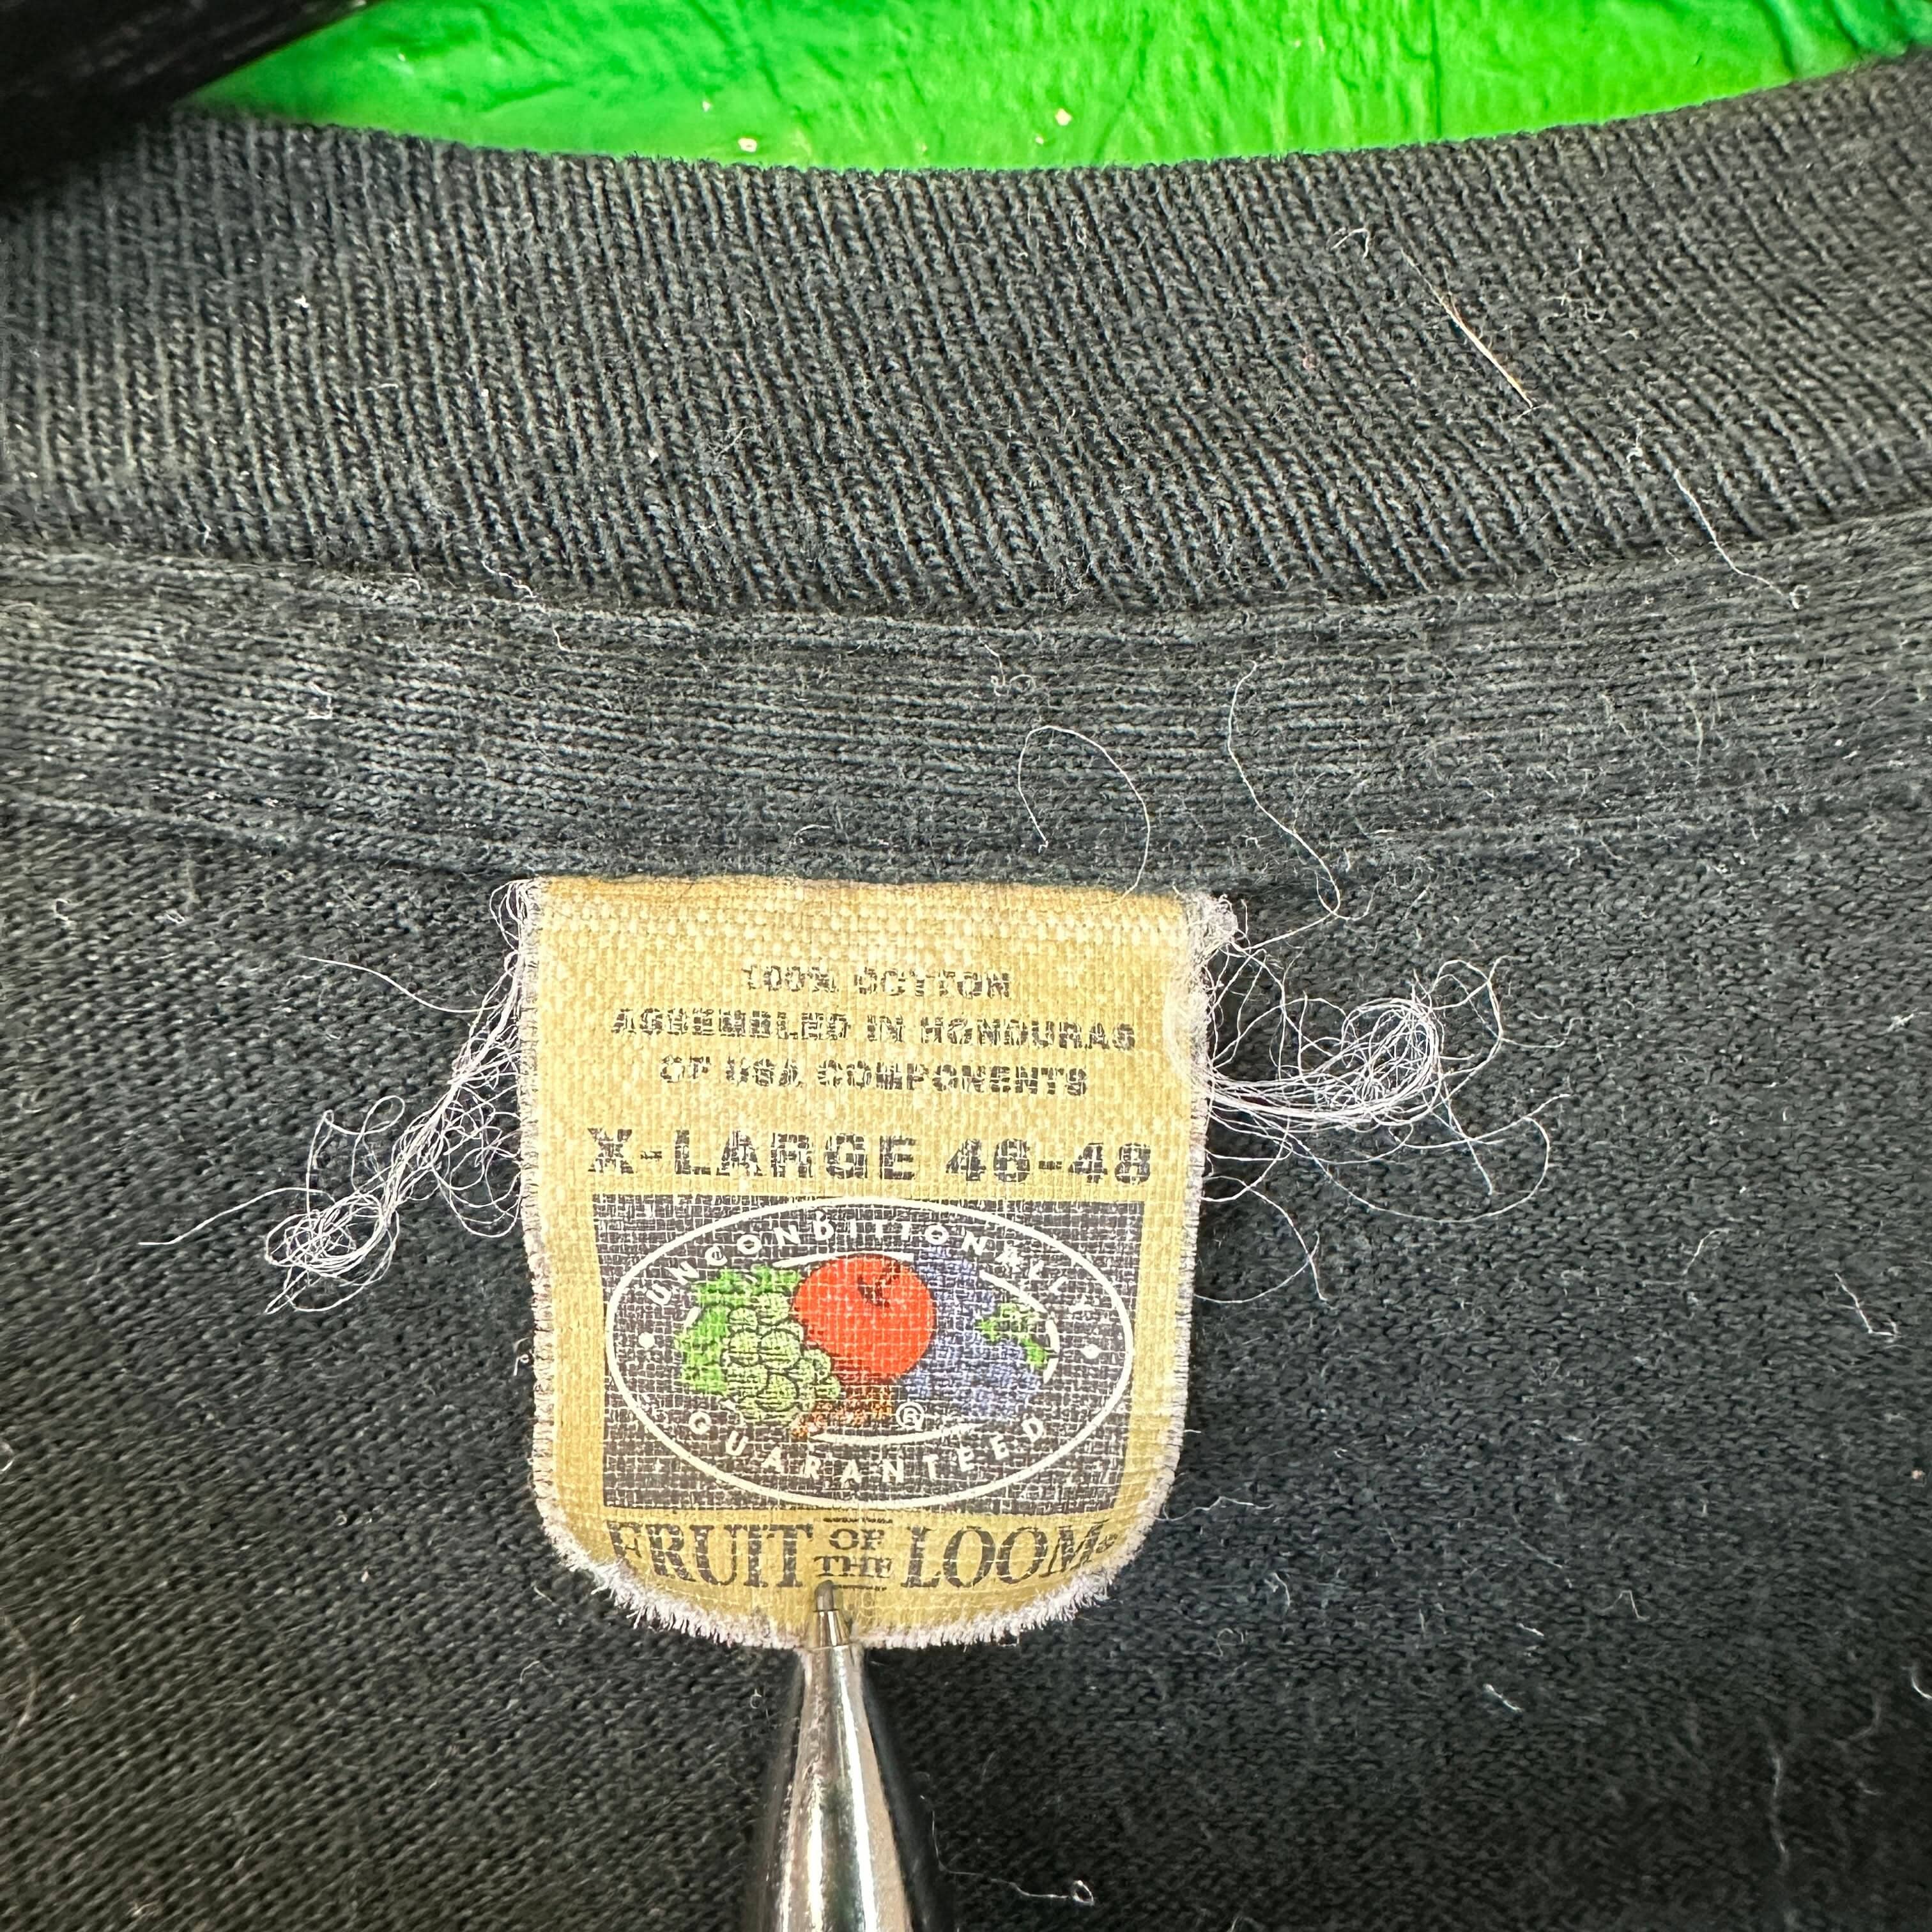 100% COTTON
ASSEMBLED IN HONDURAS
OF USA COMPONENTS
X-LARGE 46-48
UNCONDITIONALLY
®
GUARANTEED
FRUIT OF THE LOOM®